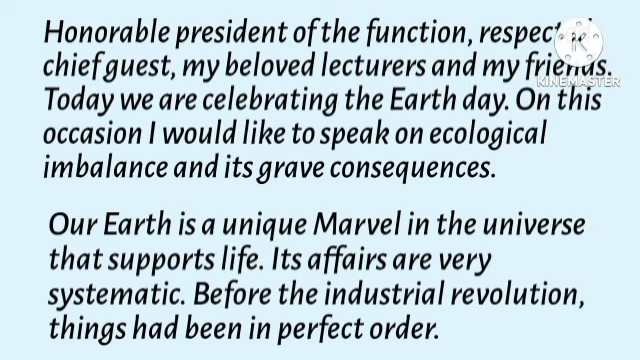 Honorable president of the function, respected
chief guest, my beloved lecturers and my friends.
KINEMASTER
Today we are celebrating the Earth day. On this
occasion I would like to speak on ecological
imbalance and its grave consequences.
Our Earth is a unique Marvel in the universe
that supports life. Its affairs are very
systematic. Before the industrial revolution,
things had been in perfect order.